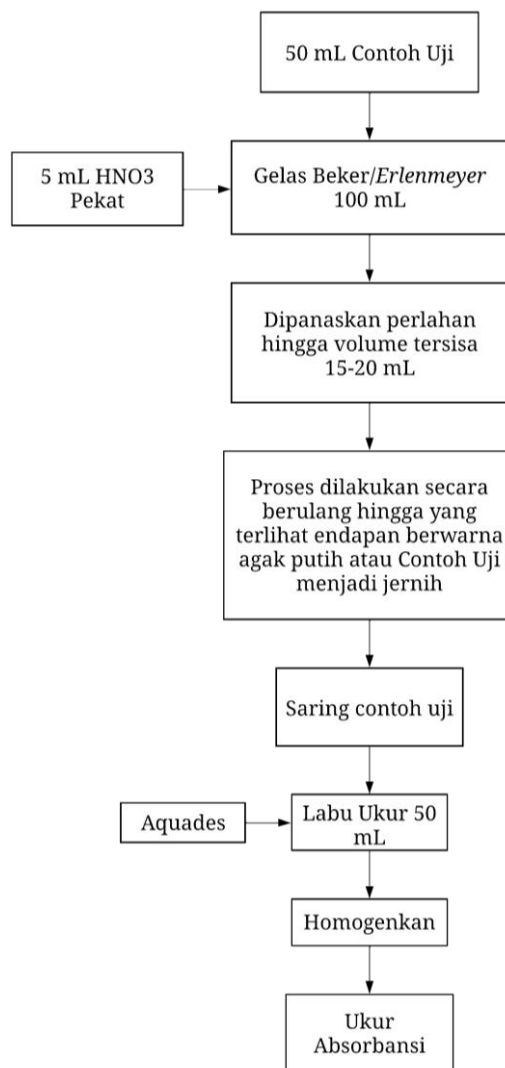 50 mL Contoh Uji
5 mL HNO3
Pekat
Gelas Beker/Erlenmeyer
100 mL
Dipanaskan perlahan
hingga volume tersisa
15-20 mL
Proses dilakukan secara
berulang hingga yang
terlihat endapan berwarna
agak putih atau Contoh Uji
menjadi jernih
Saring contoh uji
Aquades
Labu Ukur 50
mL
Homogenkan
Ukur
Absorbansi